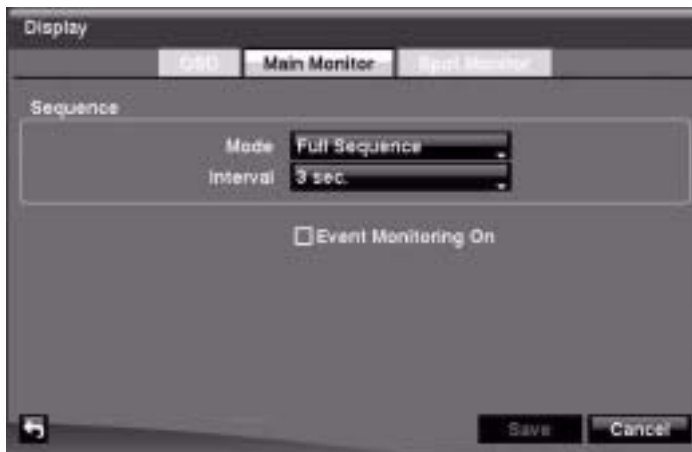 Display
OSD Main Monitor Spot Monitor
Sequence
Mode Full Sequence
Interval 3 sec.
Event Monitoring On
Save Cancel